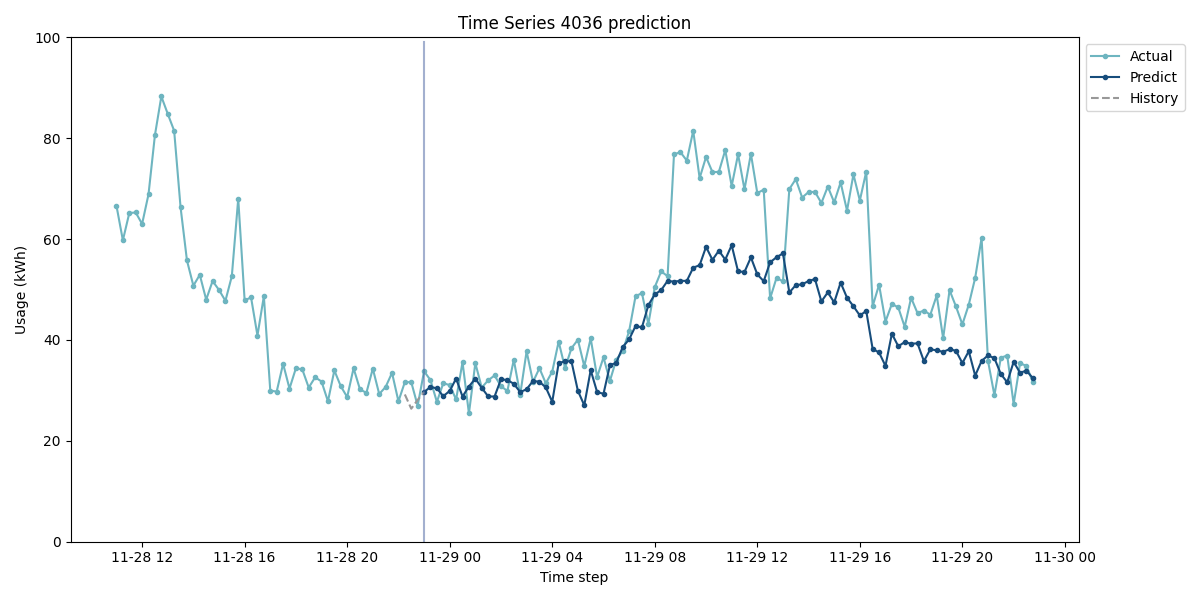 Time Series 4036 prediction
Actual
Predict
History
Usage (kWh)
100
80
60
40
20
0
11-28 12
11-28 16
11-28 20
11-29 00
11-29 04
11-29 08
11-29 12
11-29 16
11-29 20
11-30 00
Time step